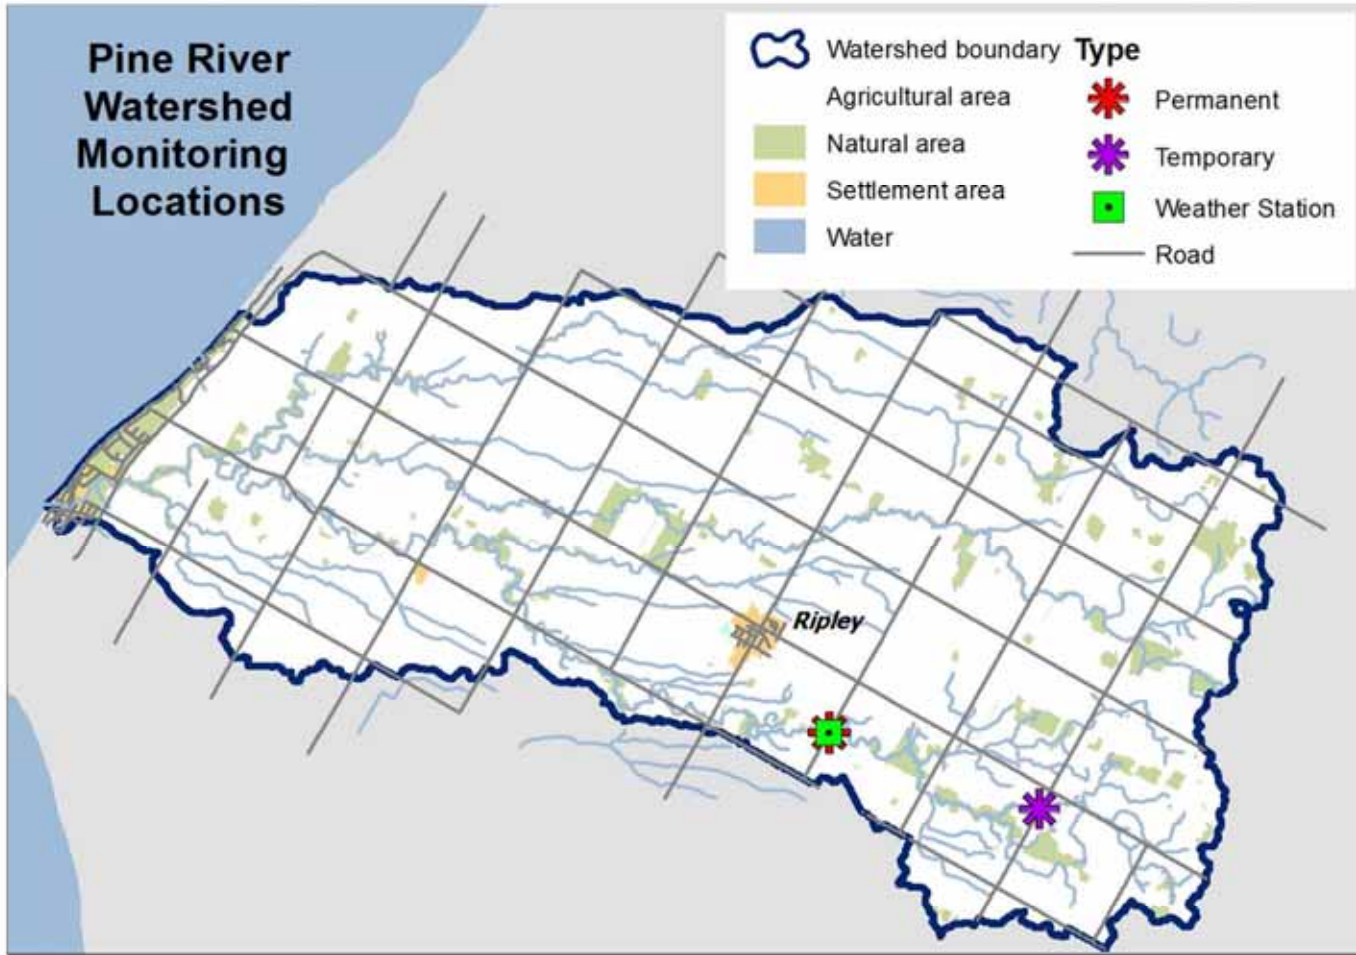 Pine River
Watershed
Monitoring
Locations
Watershed boundary
Agricultural area
Natural area
Settlement area
Water
Type
Permanent
Temporary
Weather Station
Road
Ripley